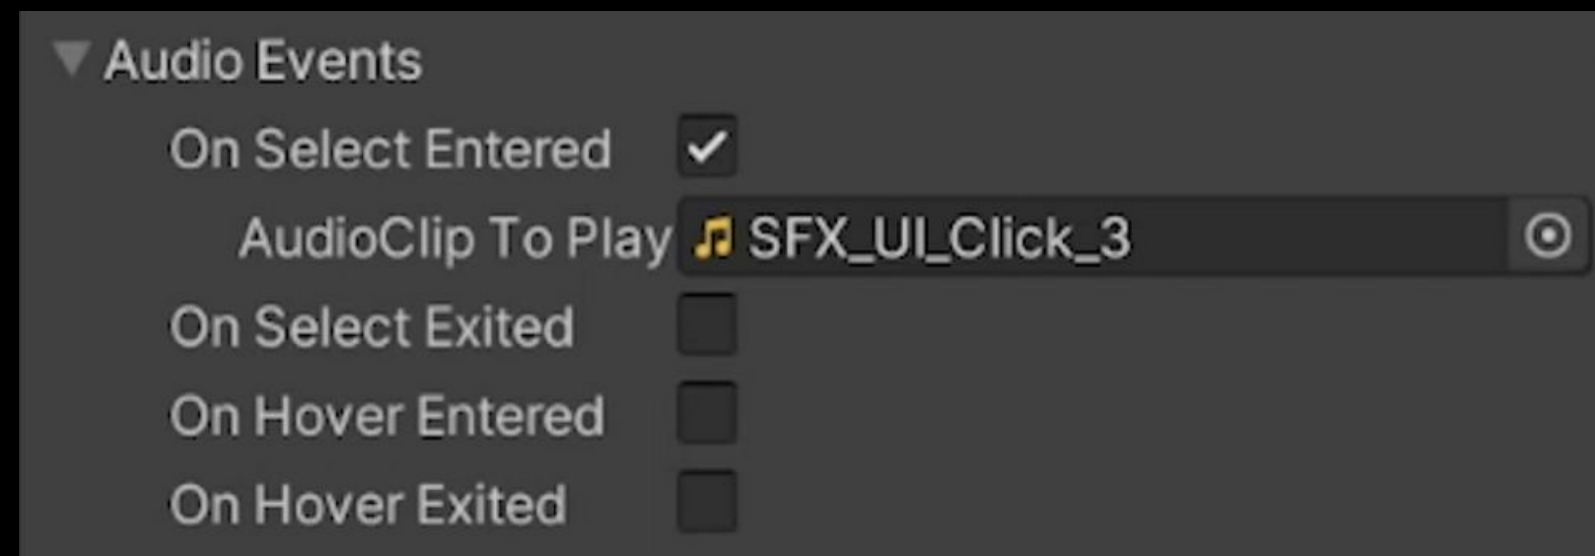 Audio Events
On Select Entered
AudioClip To Play SFX_UI_Click_3
On Select Exited
On Hover Entered
On Hover Exited